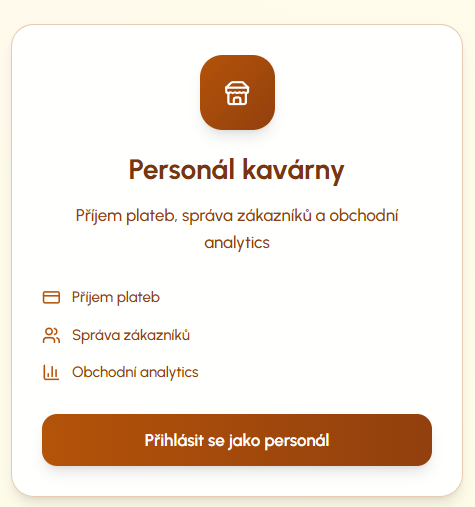 Personál kavárny
Příjem plateb, správa zákazníků a obchodní
analytics
Příjem plateb
Správa zákazníků
Obchodní analytics
Přihlásit se jako personál